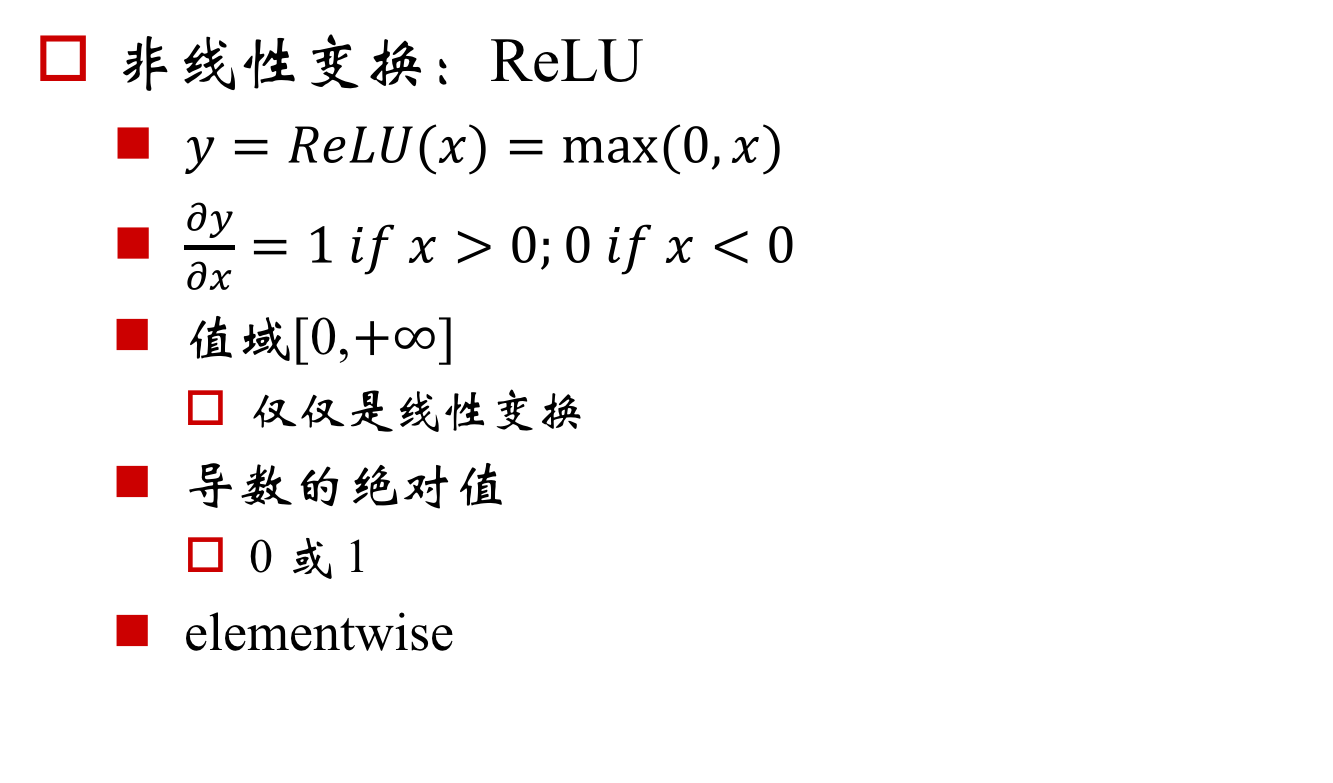 非线性变换：ReLU
y = ReLU(x) = max(0, x)
∂y/∂x = 1 if x > 0; 0 if x < 0
值域[0,+∞]
仅仅是线性变换
导数的绝对值
0 或 1
elementwise